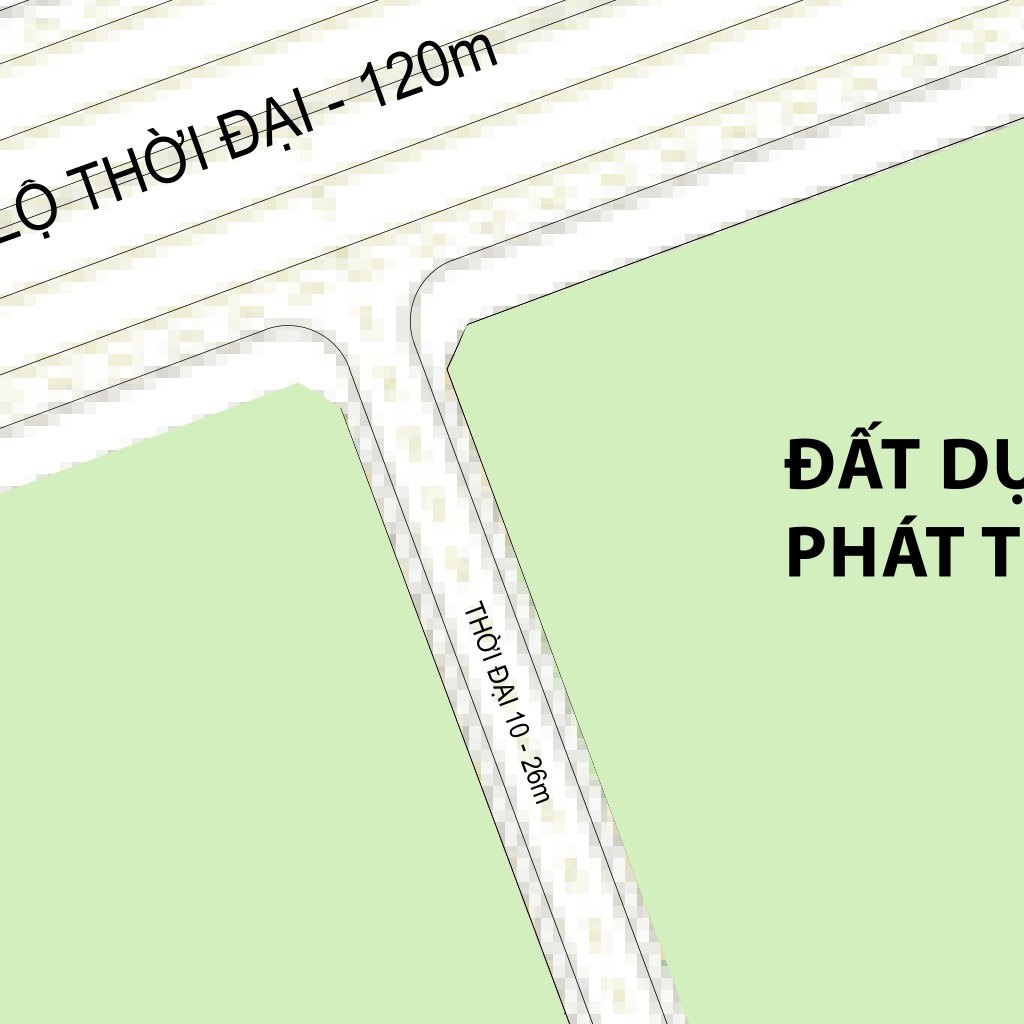 LỘ THỜI ĐẠI - 120m
ĐẤT DỤ
PHÁT T
THỜI ĐẠI 10 - 26m